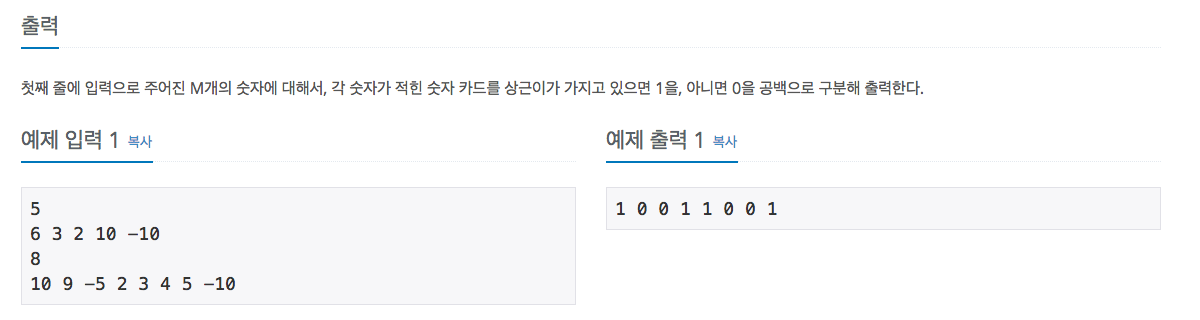 출력
첫째 줄에 입력으로 주어진 M개의 숫자에 대해서, 각 숫자가 적힌 숫자 카드를 상근이가 가지고 있으면 1을, 아니면 0을 공백으로 구분해 출력한다.
예제 입력 1 복사
5
6 3 2 10 -10
8
10 9 -5 2 3 4 5 -10
예제 출력 1 복사
1 0 0 1 1 0 0 1